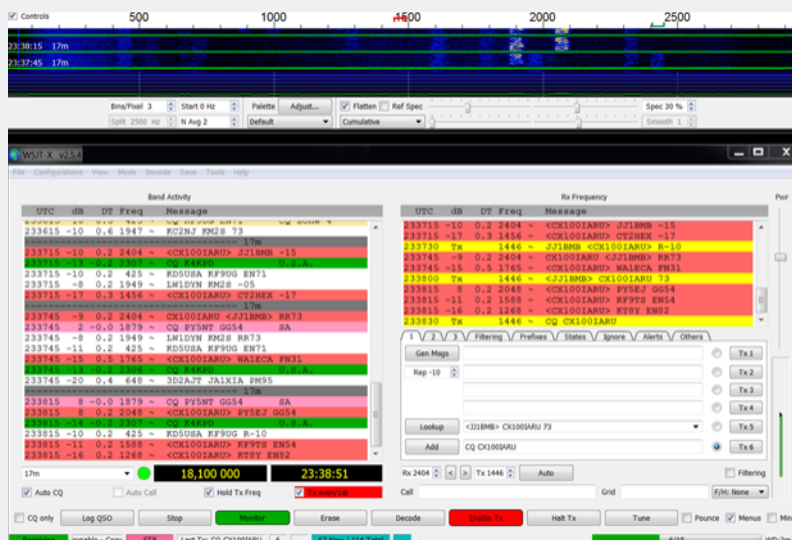 Controls 500 1000 1500 2000 2500
23:38:15 17m
23:37:45 17m
Bins/Pixel 3 Start 0 Hz Palette Adjust... Flatten Ref Spec Spec 30 %
Split 2500 Hz N Avg 2 Default Cumulative Smooth 1
WSJT-X v2.5.4
File Configurations View Mode Decode Save Tools Help
Band Activity
UTC dB DT Freq Message
233615 -10 0.6 1947 ~ KC2NJ KM2S 73
17m
233715 -10 0.2 2404 ~ <CX100IARU> JJ1BMB -15
233715 -13 -0.2 2307 ~ CQ K4KPD U.S.A.
233715 -10 0.2 425 ~ KD5USA KF9UG EN71
233715 -8 0.2 1949 ~ LW1DYN KM2S -05
233715 -17 0.3 1456 ~ <CX100IARU> CT2HEX -17
17m
233745 -9 0.2 2404 ~ CX100IARU <JJ1BMB> RR73
233745 2 -0.0 1879 ~ CQ PY5NT GG54 SA
233745 -8 0.2 1949 ~ LW1DYN KM2S RR73
233745 -11 0.2 425 ~ KD5USA KF9UG EN71
233745 -15 0.5 1765 ~ <CX100IARU> WA1ECA FN31
233745 -13 -0.2 2306 ~ CQ K4KPD U.S.A.
233745 -20 0.4 648 ~ 3D2AJT JA1XIA PM95
17m
233815 8 -0.0 1879 ~ CQ PY5NT GG54 SA
233815 8 0.2 2048 ~ <CX100IARU> PY5EJ GG54
233815 -14 -0.2 2307 ~ CQ K4KPD U.S.A.
233815 -10 0.2 425 ~ KD5USA KF9UG R-10
233815 -11 0.2 1588 ~ <CX100IARU> KF9TS EN54
233815 -16 0.2 1268 ~ <CX100IARU> KT8Y EN82
Rx Frequency
UTC dB DT Freq Message
233715 -10 0.2 2404 ~ <CX100IARU> JJ1BMB -15
233715 -17 0.3 1456 ~ <CX100IARU> CT2HEX -17
233730 Tx 1446 ~ JJ1BMB <CX100IARU> R-10
233745 -9 0.2 2404 ~ CX100IARU <JJ1BMB> RR73
233745 -15 0.5 1765 ~ <CX100IARU> WA1ECA FN31
233800 Tx 1446 ~ <JJ1BMB> CX100IARU 73
233815 8 0.2 2048 ~ <CX100IARU> PY5EJ GG54
233815 -11 0.2 1588 ~ <CX100IARU> KF9TS EN54
233815 -16 0.2 1268 ~ <CX100IARU> KT8Y EN82
233830 Tx 1446 ~ CQ CX100IARU
Pwr
1 2 3 Filtering Prefixes States Ignore Alerts Others
Gen Msgs Tx 1
Rep -10 Tx 2
Tx 3
Tx 4
Lookup <JJ1BMB> CX100IARU 73 Tx 5
Add CQ CX100IARU Tx 6
17m 18,100 000 23:38:51 Rx 2404 < > Tx 1446 Auto Filtering
Auto CQ Auto Call Hold Tx Freq Tx even/1st Call Grid F/H: None
CQ only Log QSO Stop Monitor Erase Decode Enable Tx Halt Tx Tune Pounce Menus
FT8 Last Tx: CQ CX100IARU 6